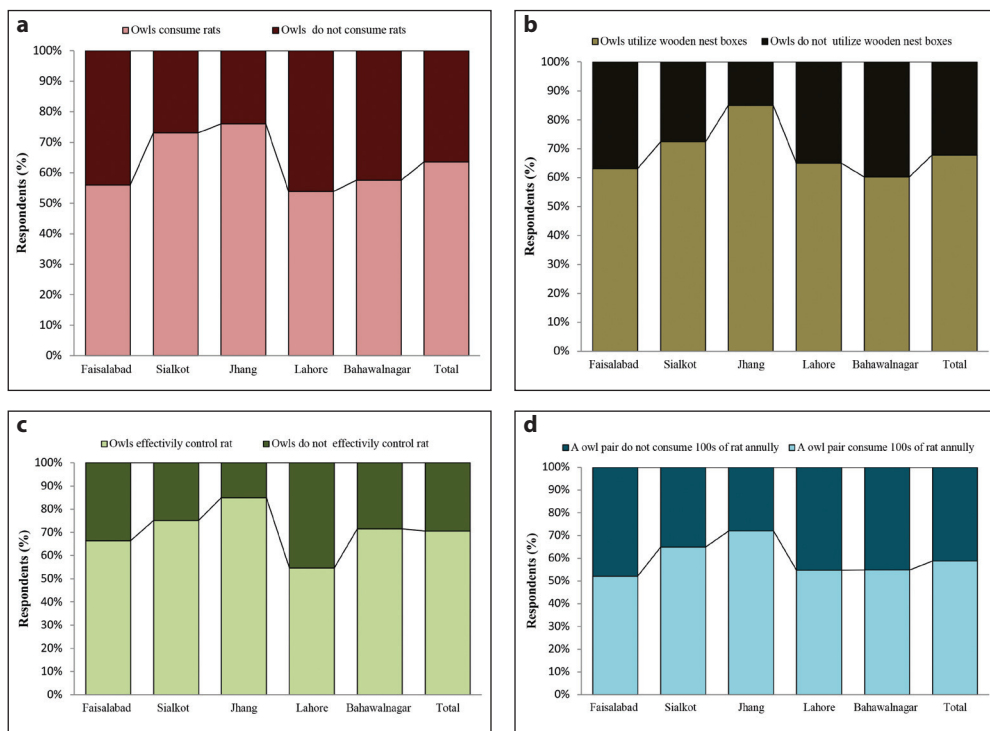 a
Owls consume rats Owls do not consume rats
100%
90%
80%
70%
60%
50%
40%
30%
20%
10%
0%
Respondents (%)
Faisalabad Sialkot Jhang Lahore Bahawalnagar Total
b
Owls utilize wooden nest boxes Owls do not utilize wooden nest boxes
100%
90%
80%
70%
60%
50%
40%
30%
20%
10%
0%
Respondents (%)
Faisalabad Sialkot Jhang Lahore Bahawalnagar Total
c
Owls effectivily control rat Owls do not effectivily control rat
100%
90%
80%
70%
60%
50%
40%
30%
20%
10%
0%
Respondents (%)
Faisalabad Sialkot Jhang Lahore Bahawalnagar Total
d
A owl pair do not consume 100s of rat annully A owl pair consume 100s of rat annully
100%
90%
80%
70%
60%
50%
40%
30%
20%
10%
0%
Respondents (%)
Faisalabad Sialkot Jhang Lahore Bahawalnagar Total